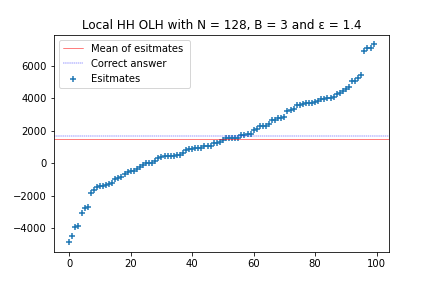 Local HH OLH with N = 128, B = 3 and ε = 1.4
Mean of esitmates
Correct answer
Esitmates
6000
4000
2000
0
−2000
−4000
0 20 40 60 80 100